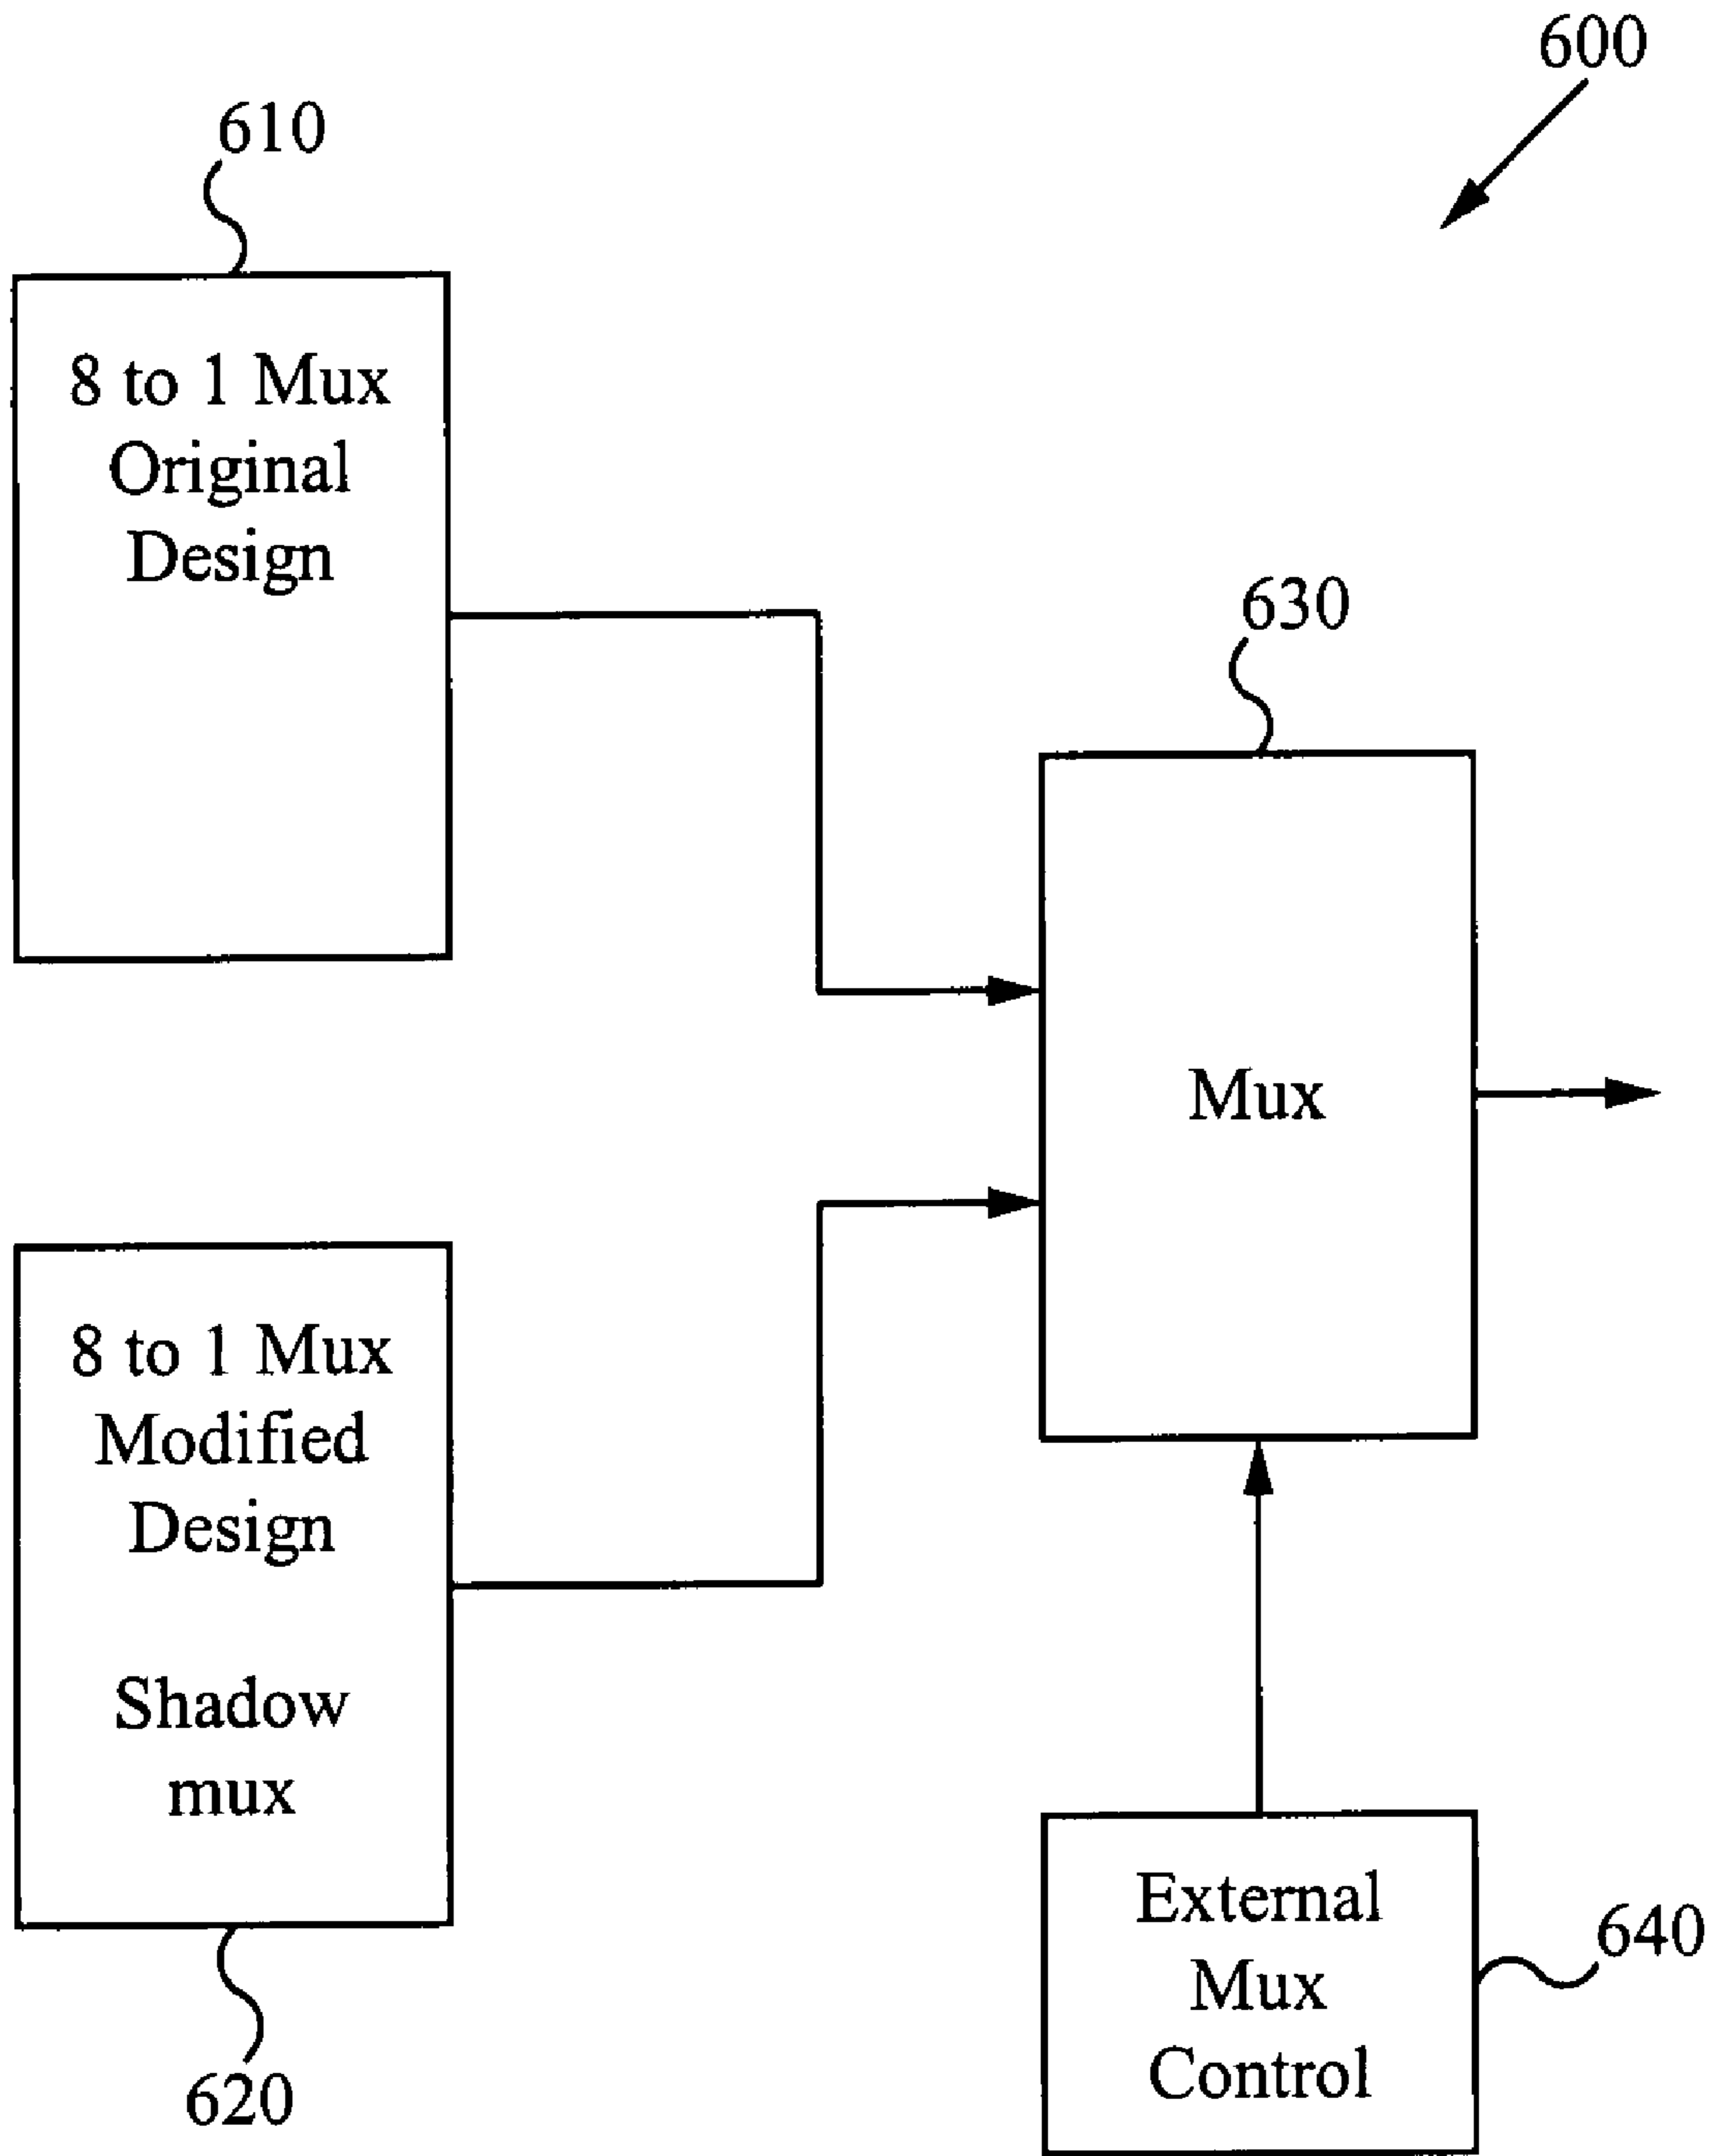 600
610
8 to 1 Mux
Original
Design
630
Mux
8 to 1 Mux
Modified
Design
Shadow
mux
620
External
Mux
Control
640